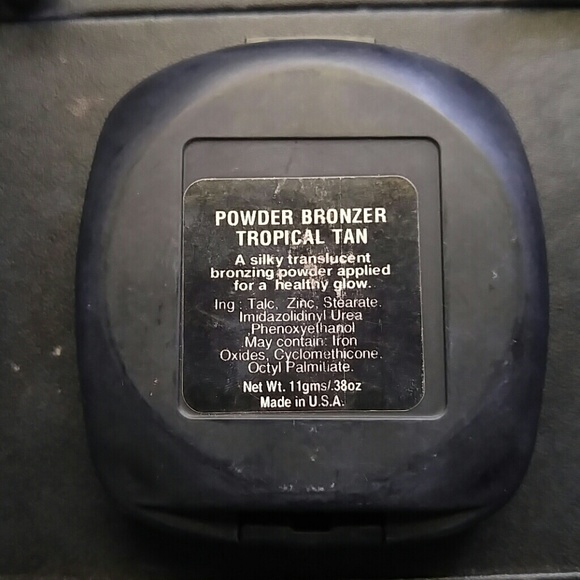 POWDER BRONZER
TROPICAL TAN
A silky translucent
bronzing powder applied
for a healthy glow.
Ing : Talc, Zinc, Stearate.
Imidazolidinyl Urea
Phenoxyethanol
May contain: Iron
Oxides, Cyclomethicone.
Octyl Palmiliate.
Net Wt. 11gms/.38oz
Made in U.S.A.